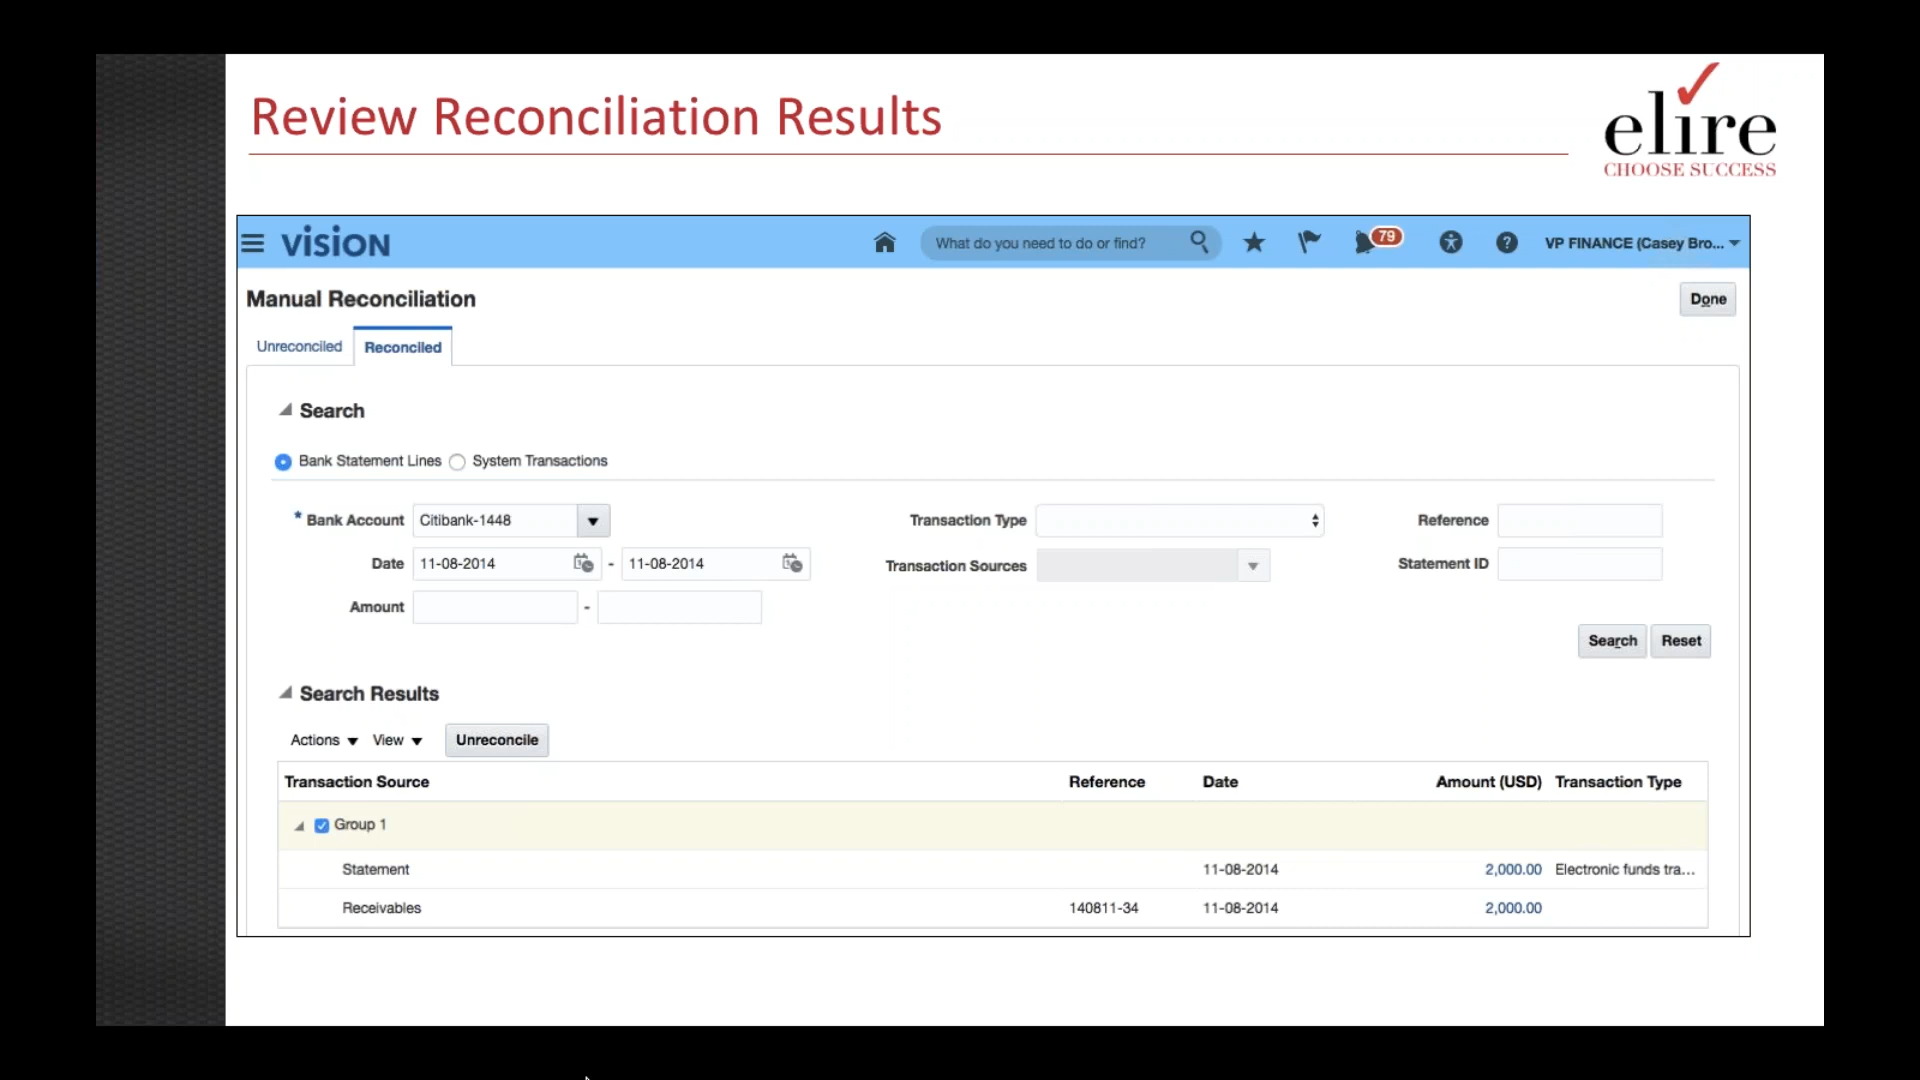 Review Reconciliation Results
elire
CHOOSE SUCCESS
VISION
What do you need to do or find?
79
VP FINANCE (Casey Bro...
Manual Reconciliation
Done
Unreconciled
Reconciled
Search
Bank Statement Lines
System Transactions
* Bank Account Citibank-1448
Transaction Type
Reference
Date 11-08-2014 - 11-08-2014
Transaction Sources
Statement ID
Amount -
Search Reset
Search Results
Actions View Unreconcile
Transaction Source Reference Date Amount (USD) Transaction Type
Group 1
Statement 11-08-2014 2,000.00 Electronic funds tra...
Receivables 140811-34 11-08-2014 2,000.00